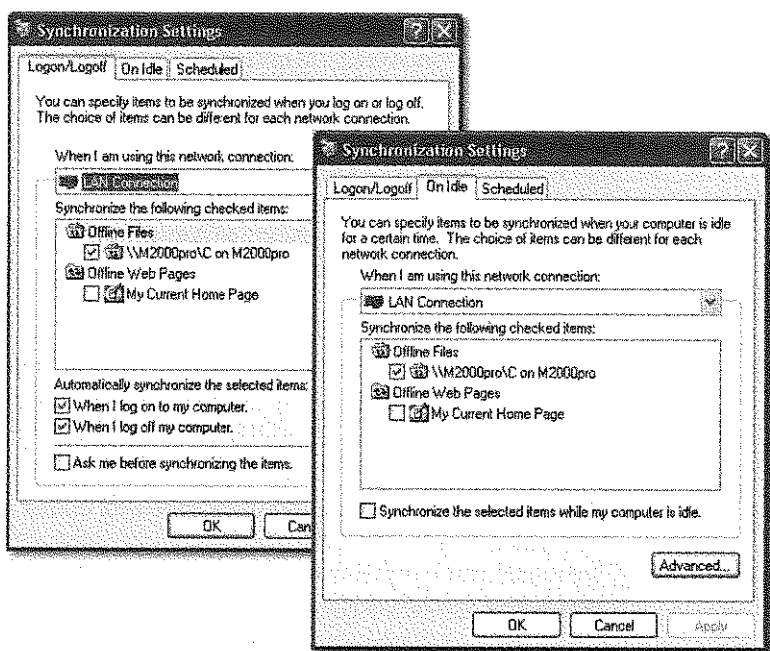 Synchronization Settings
Logon/Logoff On Idle Scheduled
You can specify items to be synchronized when you log on or log off.
The choice of items can be different for each network connection.
When I am using this network connection:
LAN Connection
Synchronize the following checked items:
Offline Files
\\M2000pro\C on M2000pro
Offline Web Pages
My Current Home Page
Automatically synchronize the selected items:
When I log on to my computer.
When I log off my computer.
Ask me before synchronizing the items.
OK Can
Synchronization Settings
Logon/Logoff On Idle Scheduled
You can specify items to be synchronized when your computer is idle
for a certain time. The choice of items can be different for each
network connection.
When I am using this network connection:
LAN Connection
Synchronize the following checked items:
Offline Files
\\M2000pro\C on M2000pro
Offline Web Pages
My Current Home Page
Synchronize the selected items while my computer is idle.
Advanced...
OK Cancel Apply